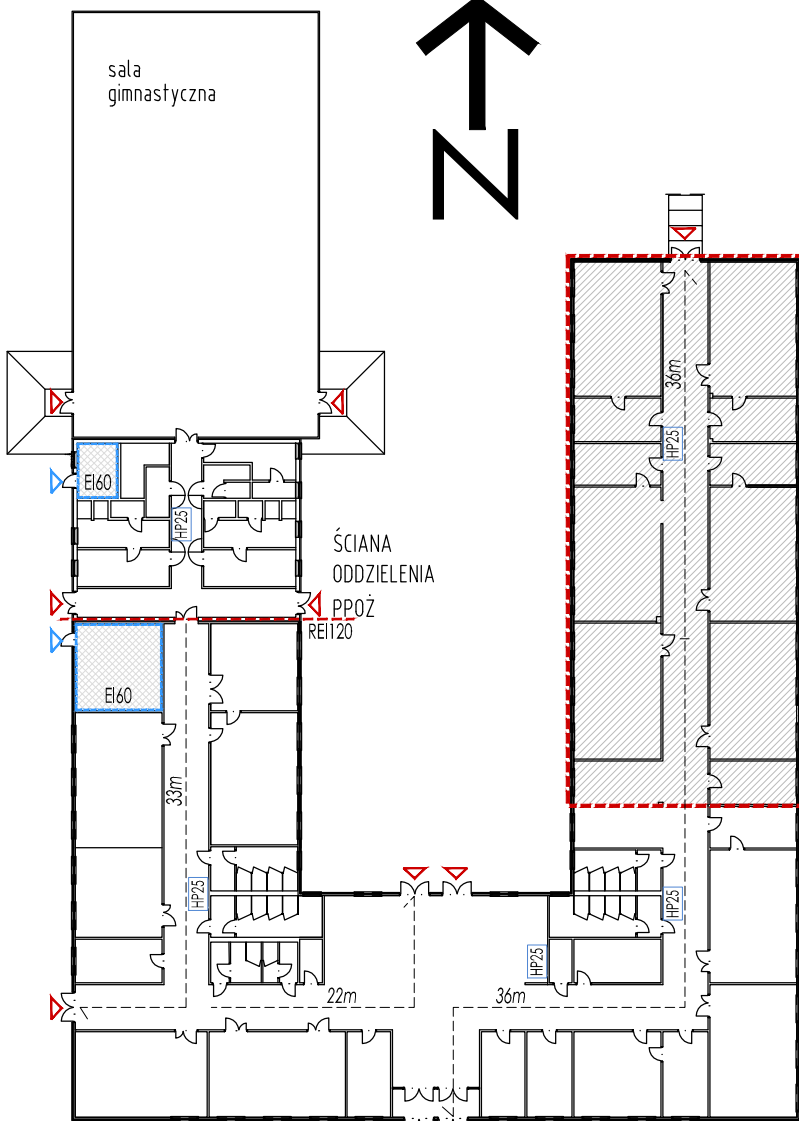 sala
gimnastyczna
N
36m
HP25
EI60
HP25
ŚCIANA
ODDZIELENIA
PPOŻ
REI120
EI60
33m
HP25
HP25
HP25
22m
36m